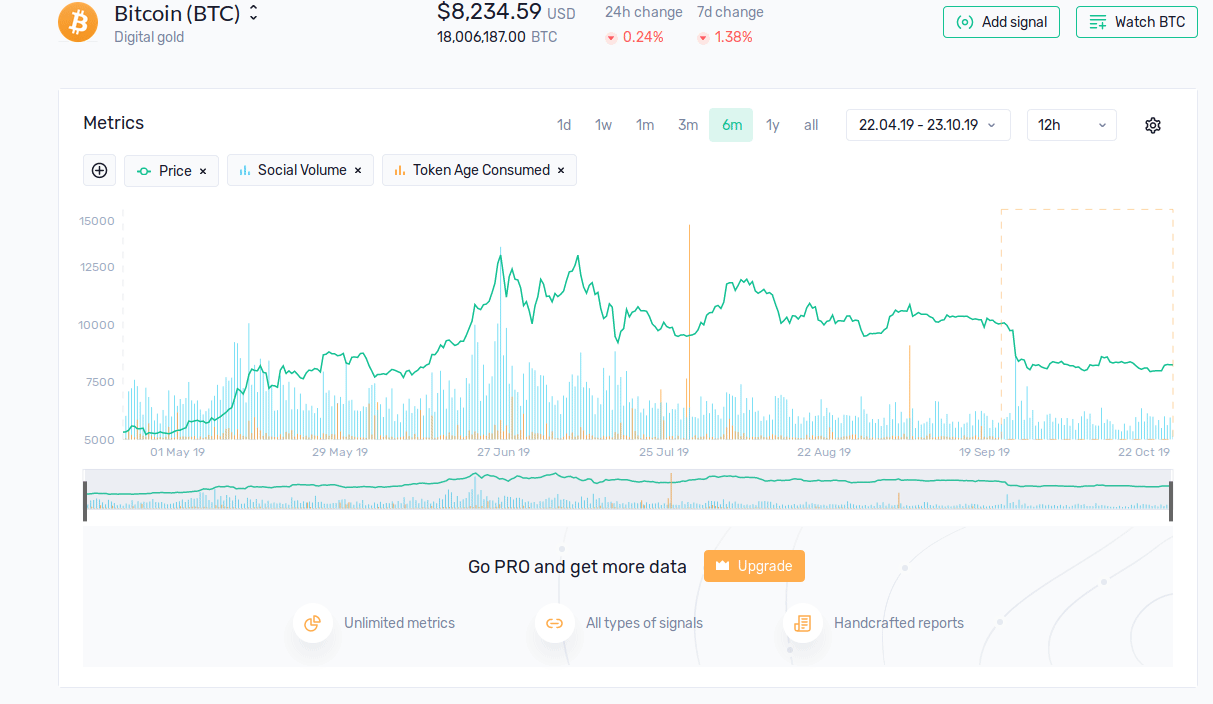 Bitcoin (BTC)
Digital gold
$8,234.59 USD
18,006,187.00 BTC
24h change
0.24%
7d change
1.38%
Add signal
Watch BTC
Metrics
1d 1w 1m 3m 6m 1y all
22.04.19 - 23.10.19
12h
Price ×
Social Volume ×
Token Age Consumed ×
15000
12500
10000
7500
5000
01 May 19 29 May 19 27 Jun 19 25 Jul 19 22 Aug 19 19 Sep 19 22 Oct 19
Go PRO and get more data
Upgrade
Unlimited metrics
All types of signals
Handcrafted reports